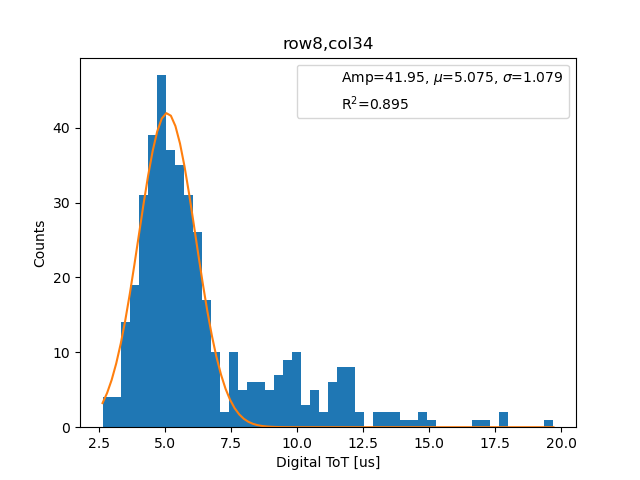 row8,col34
Amp=41.95, μ=5.075, σ=1.079
R²=0.895
40
30
20
10
0
Counts
2.5 5.0 7.5 10.0 12.5 15.0 17.5 20.0
Digital ToT [us]